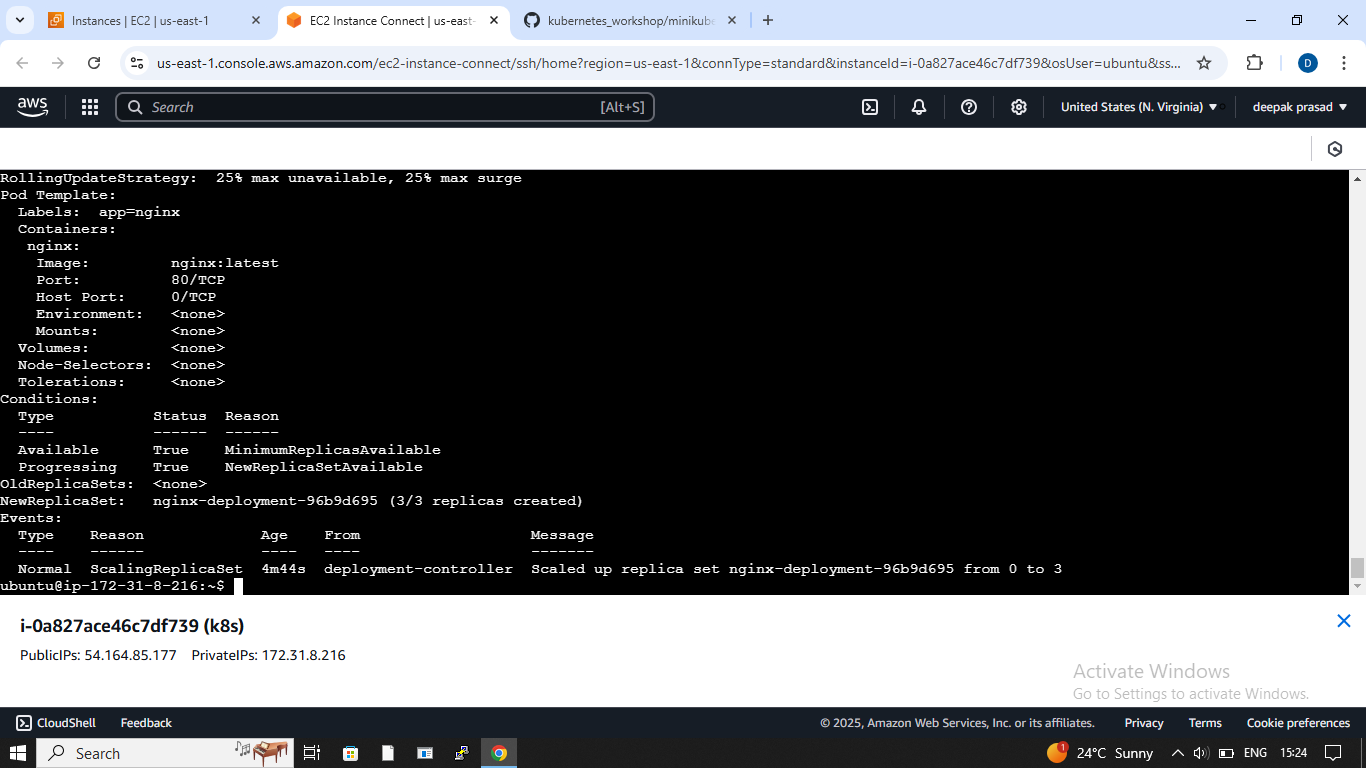 Instances | EC2 | us-east-1
EC2 Instance Connect | us-east-
kubernetes_workshop/minikube
us-east-1.console.aws.amazon.com/ec2-instance-connect/ssh/home?region=us-east-1&connType=standard&instanceId=i-0a827ace46c7df739&osUser=ubuntu&ss...
D
aws
Search
[Alt+S]
United States (N. Virginia)
deepak prasad
RollingUpdateStrategy:  25% max unavailable, 25% max surge
Pod Template:
  Labels:  app=nginx
  Containers:
   nginx:
    Image:         nginx:latest
    Port:          80/TCP
    Host Port:     0/TCP
    Environment:   <none>
    Mounts:        <none>
  Volumes:         <none>
  Node-Selectors:  <none>
  Tolerations:     <none>
Conditions:
  Type           Status  Reason
  ----           ------  ------
  Available      True    MinimumReplicasAvailable
  Progressing    True    NewReplicaSetAvailable
OldReplicaSets:  <none>
NewReplicaSet:   nginx-deployment-96b9d695 (3/3 replicas created)
Events:
  Type    Reason             Age    From                   Message
  ----    ------             ----   ----                   -------
  Normal  ScalingReplicaSet  4m44s  deployment-controller  Scaled up replica set nginx-deployment-96b9d695 from 0 to 3
ubuntu@ip-172-31-8-216:~$
i-0a827ace46c7df739 (k8s)
PublicIPs: 54.164.85.177 PrivateIPs: 172.31.8.216
Activate Windows
Go to Settings to activate Windows.
CloudShell
Feedback
© 2025, Amazon Web Services, Inc. or its affiliates.
Privacy
Terms
Cookie preferences
Search
1
24°C Sunny
ENG
15:24